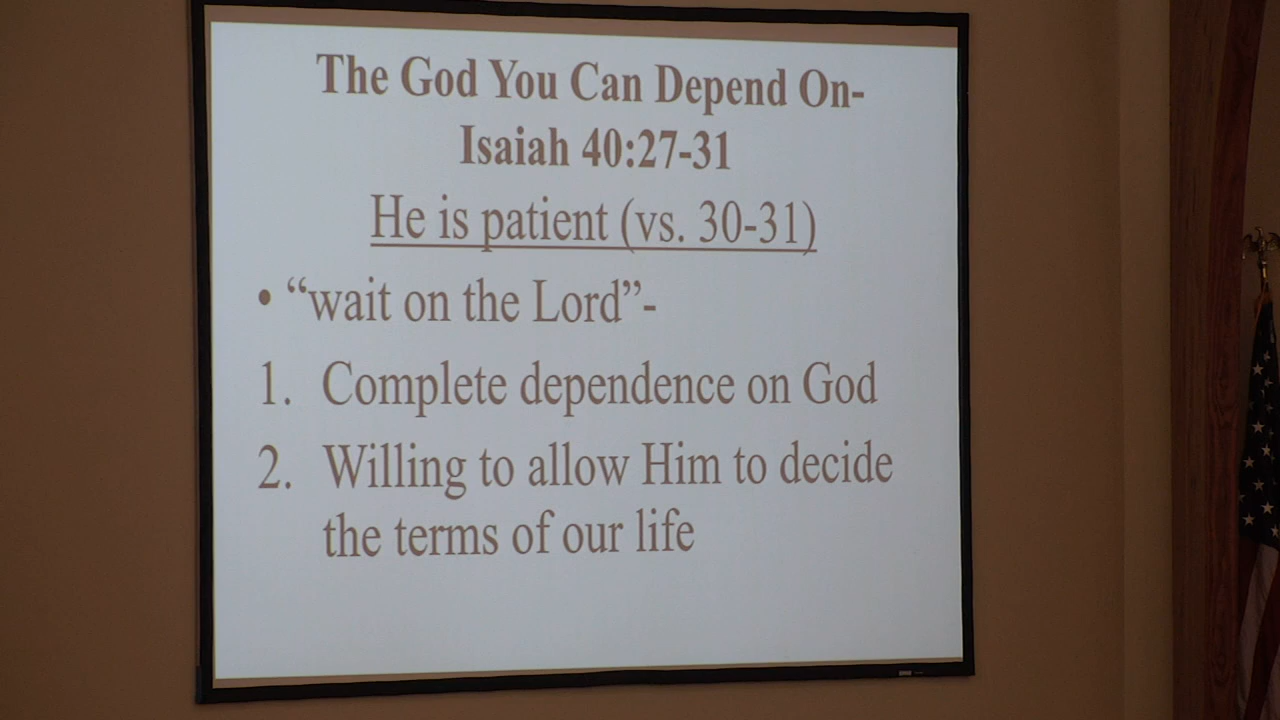 The God You Can Depend On-
Isaiah 40:27-31
He is patient (vs. 30-31)
• “wait on the Lord”-
1. Complete dependence on God
2. Willing to allow Him to decide
the terms of our life